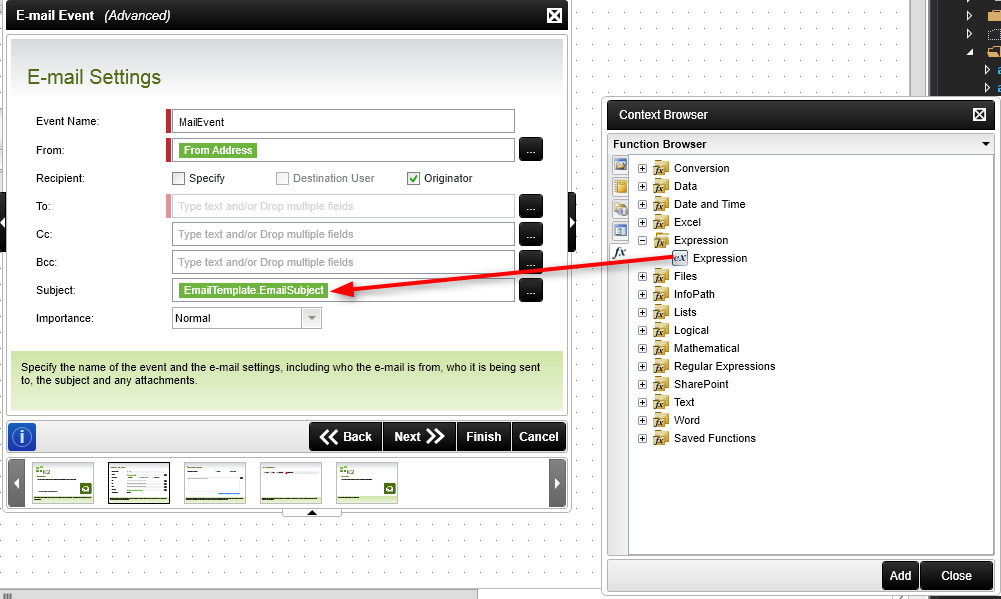 E-mail Event (Advanced)
E-mail Settings
Event Name: MailEvent
From: From Address ...
Recipient: Specify Destination User Originator
To: Type text and/or Drop multiple fields ...
Cc: Type text and/or Drop multiple fields ...
Bcc: Type text and/or Drop multiple fields ...
Subject: EmailTemplate.EmailSubject ...
Importance: Normal
Specify the name of the event and the e-mail settings, including who the e-mail is from, who it is being sent
to, the subject and any attachments.
Back Next Finish Cancel
Context Browser
Function Browser
Conversion
Data
Date and Time
Excel
Expression
Expression
Files
InfoPath
Lists
Logical
Mathematical
Regular Expressions
SharePoint
Text
Word
Saved Functions
Add Close